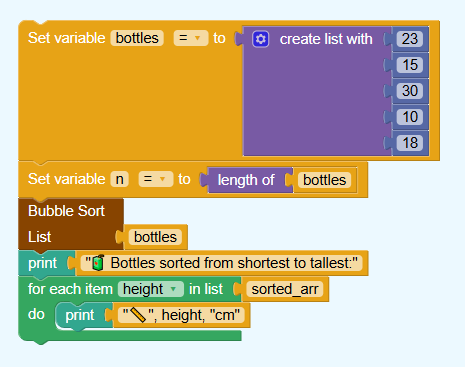 Set variable bottles = to create list with 23
15
30
10
18
Set variable n = to length of bottles
Bubble Sort
List bottles
print "🧃 Bottles sorted from shortest to tallest:"
for each item height in list sorted_arr
do print "📏", height, "cm"